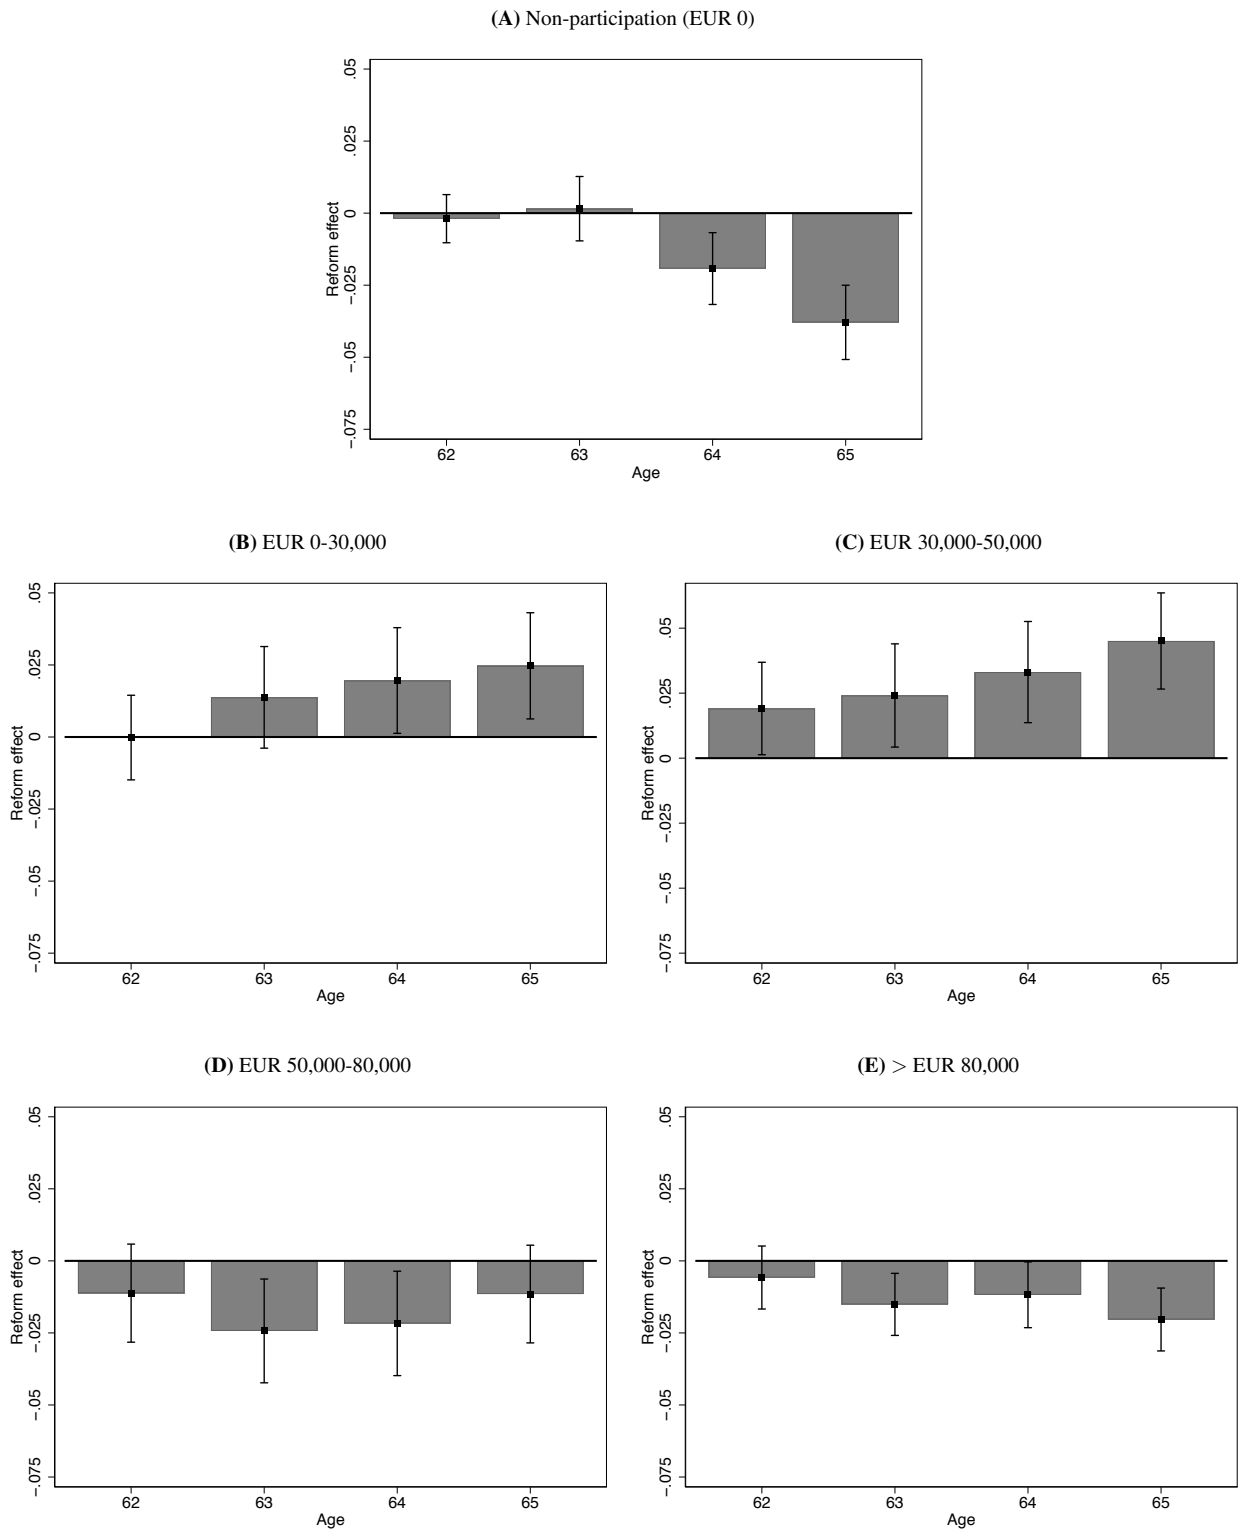 (A) Non-participation (EUR 0)
.05
.025
0
−.025
−.05
−.075
Reform effect
62 63 64 65
Age
(B) EUR 0-30,000
.05
.025
0
−.025
−.05
−.075
Reform effect
62 63 64 65
Age
(C) EUR 30,000-50,000
.05
.025
0
−.025
−.05
−.075
Reform effect
62 63 64 65
Age
(D) EUR 50,000-80,000
.05
.025
0
−.025
−.05
−.075
Reform effect
62 63 64 65
Age
(E) > EUR 80,000
.05
.025
0
−.025
−.05
−.075
Reform effect
62 63 64 65
Age